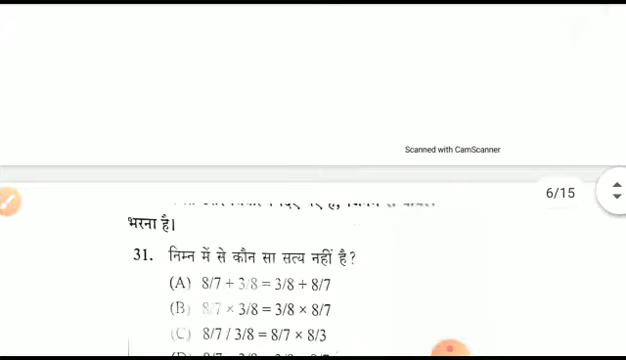 Scanned with CamScanner
6/15
भरना है।
31. निम्न में से कौन सा सत्य नहीं है?
(A) 8/7 + 3/8 = 3/8 + 8/7
(B) 8/7 × 3/8 = 3/8 × 8/7
(C) 8/7 / 3/8 = 8/7 × 8/3